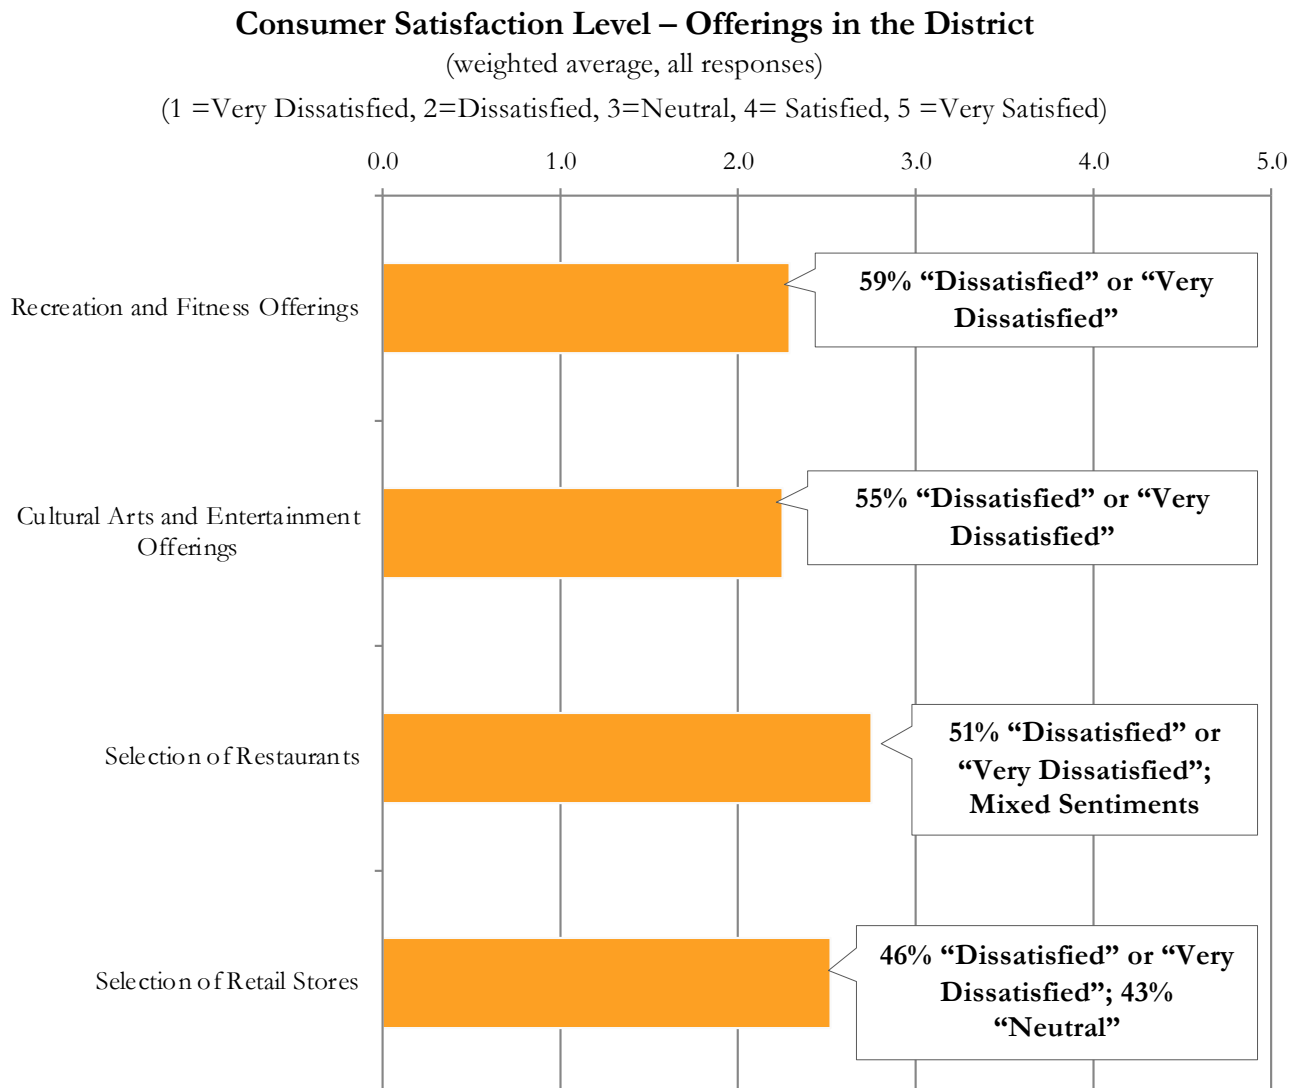 Consumer Satisfaction Level – Offerings in the District
(weighted average, all responses)
(1 =Very Dissatisfied, 2=Dissatisfied, 3=Neutral, 4= Satisfied, 5 =Very Satisfied)
0.0 1.0 2.0 3.0 4.0 5.0
Recreation and Fitness Offerings
59% “Dissatisfied” or “Very
Dissatisfied”
Cultural Arts and Entertainment
Offerings
55% “Dissatisfied” or “Very
Dissatisfied”
Selection of Restaurants
51% “Dissatisfied” or
“Very Dissatisfied”;
Mixed Sentiments
Selection of Retail Stores
46% “Dissatisfied” or “Very
Dissatisfied”; 43%
“Neutral”